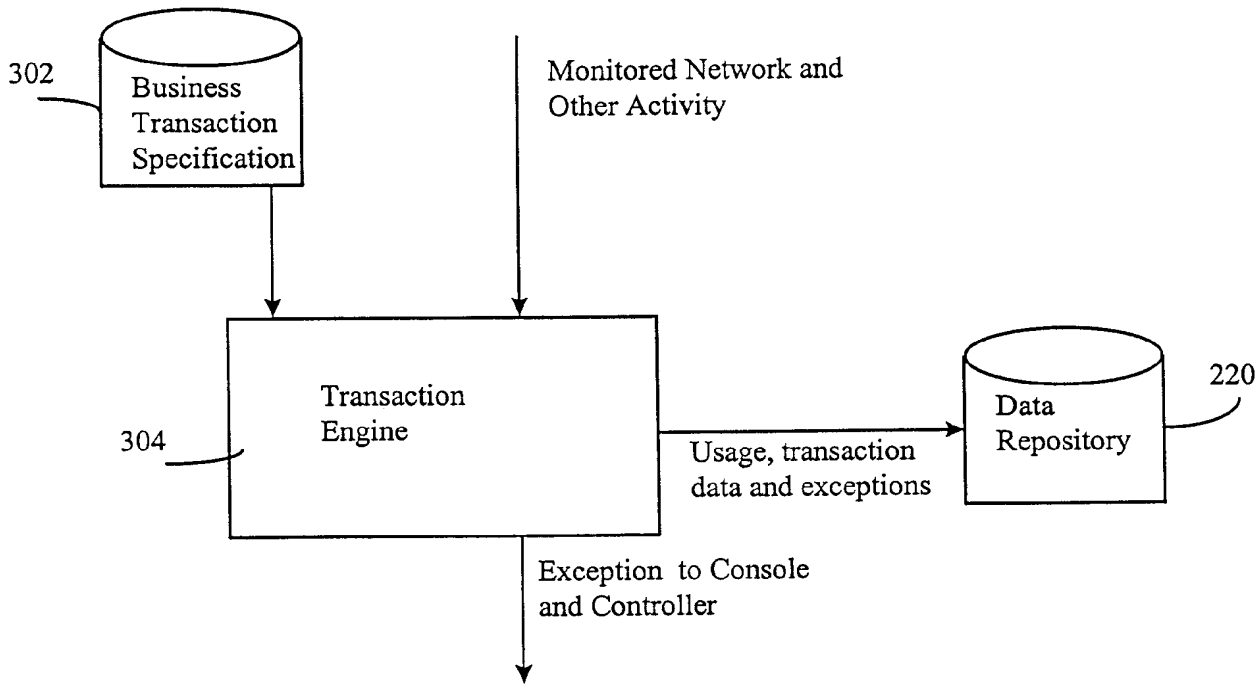 302
Business
Transaction
Specification
Monitored Network and
Other Activity
Transaction
Engine
304
Usage, transaction
data and exceptions
Data
Repository
220
Exception to Console
and Controller